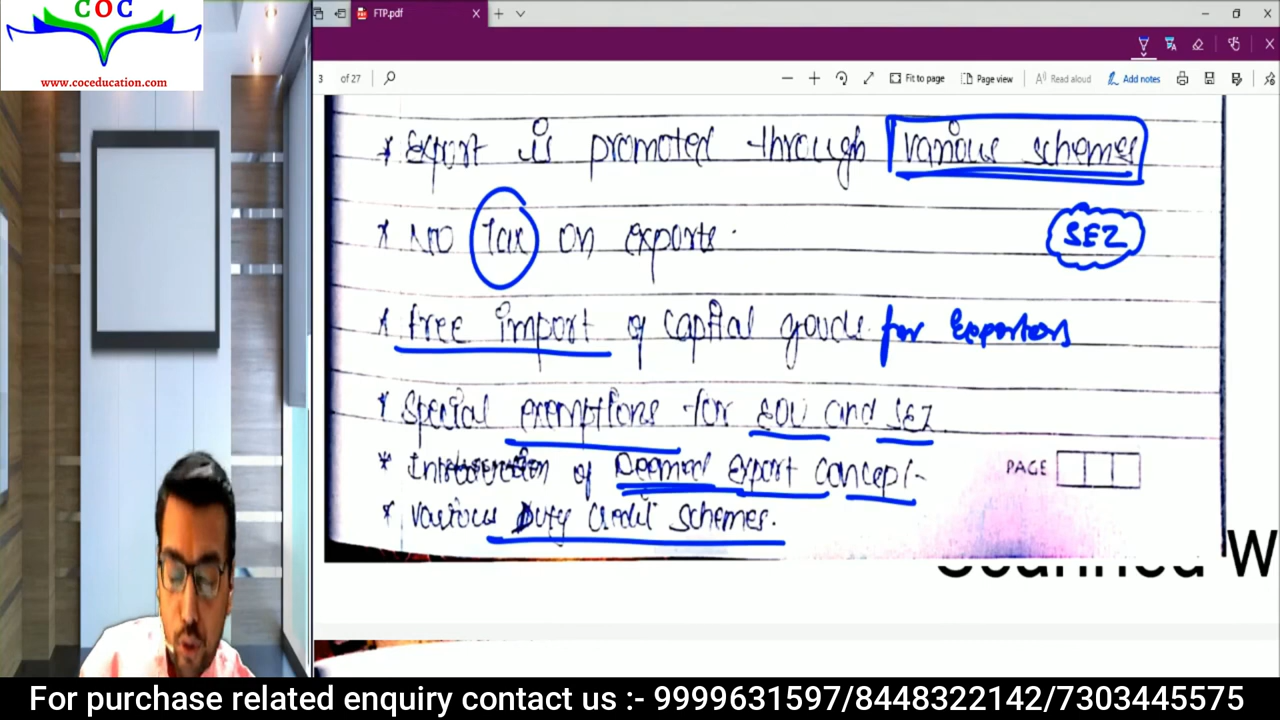 COC
www.coceducation.com
FTP.pdf
3 of 27
Fit to page
Page view
Read aloud
Add notes
* Export is promoted through various schemes
* NO Tax on exports.
SEZ
* free import of capital goods for Exporters
* Special exemptions for EOU and SEZ
* Introduction of Deemed Export Concept-
PAGE
* Various Duty Credit Schemes.
Scanned W
For purchase related enquiry contact us :- 9999631597/8448322142/7303445575